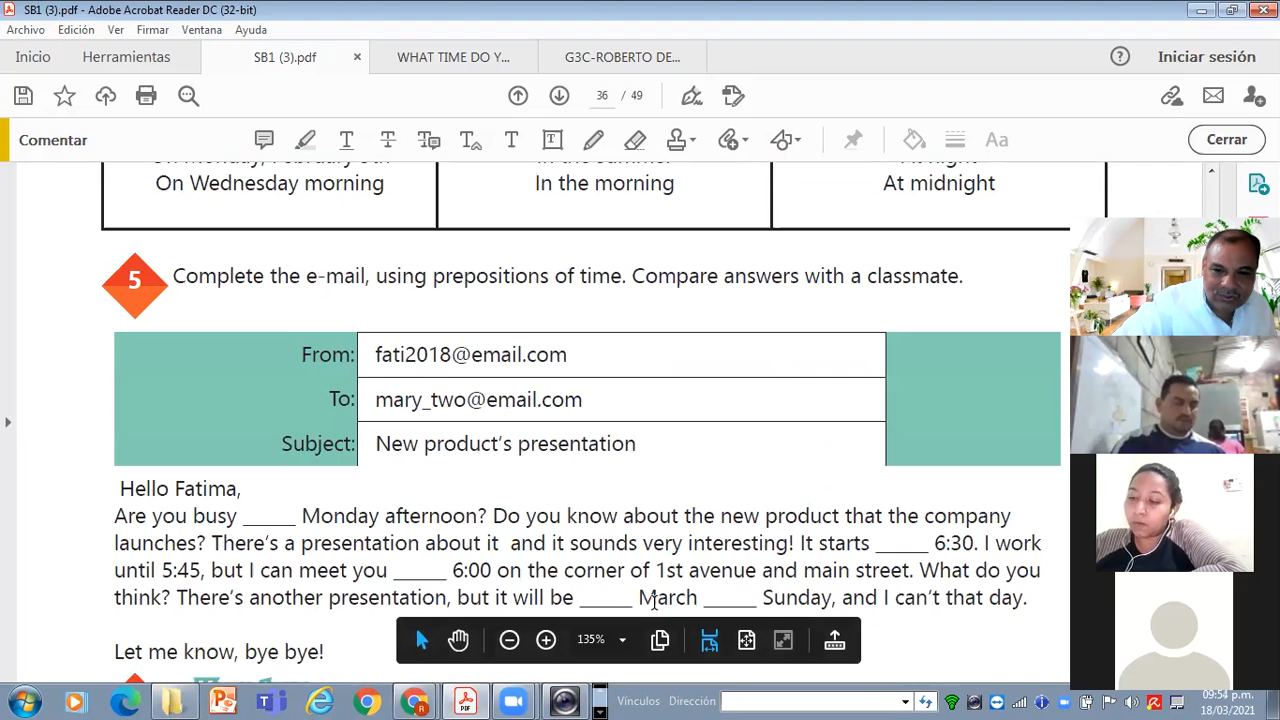 SB1 (3).pdf - Adobe Acrobat Reader DC (32-bit)
Archivo Edición Ver Firmar Ventana Ayuda
Inicio Herramientas SB1 (3).pdf × WHAT TIME DO Y... G3C-ROBERTO DE... ? Iniciar sesión
36 / 49
Comentar Aa Cerrar
On Wednesday morning In the morning At midnight
5 Complete the e-mail, using prepositions of time. Compare answers with a classmate.
From: fati2018@email.com
To: mary_two@email.com
Subject: New product's presentation
Hello Fatima,
Are you busy _____ Monday afternoon? Do you know about the new product that the company
launches? There's a presentation about it and it sounds very interesting! It starts _____ 6:30. I work
until 5:45, but I can meet you _____ 6:00 on the corner of 1st avenue and main street. What do you
think? There's another presentation, but it will be _____ March _____ Sunday, and I can't that day.
Let me know, bye bye!
135%
Vínculos Dirección
09:54 p.m.
18/03/2021